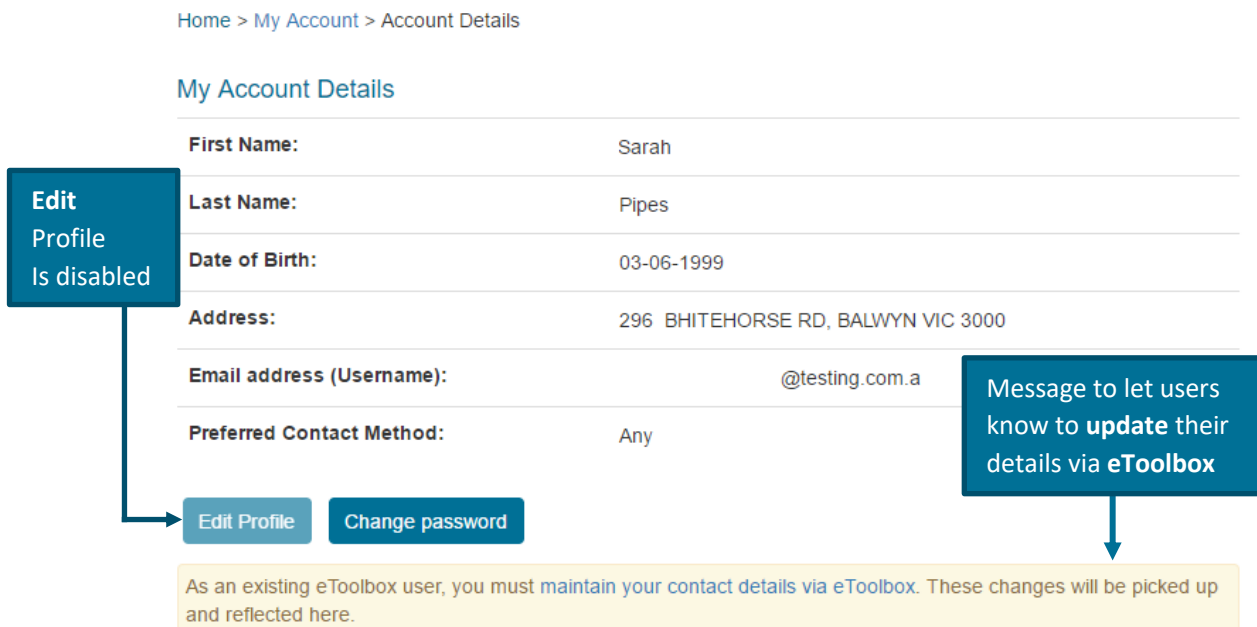 Home > My Account > Account Details
My Account Details
First Name: Sarah
Last Name: Pipes
Date of Birth: 03-06-1999
Address: 296 BHITEHORSE RD, BALWYN VIC 3000
Email address (Username): @testing.com.a
Preferred Contact Method: Any
Edit
Profile
Is disabled
Message to let users
know to update their
details via eToolbox
Edit Profile Change password
As an existing eToolbox user, you must maintain your contact details via eToolbox. These changes will be picked up
and reflected here.